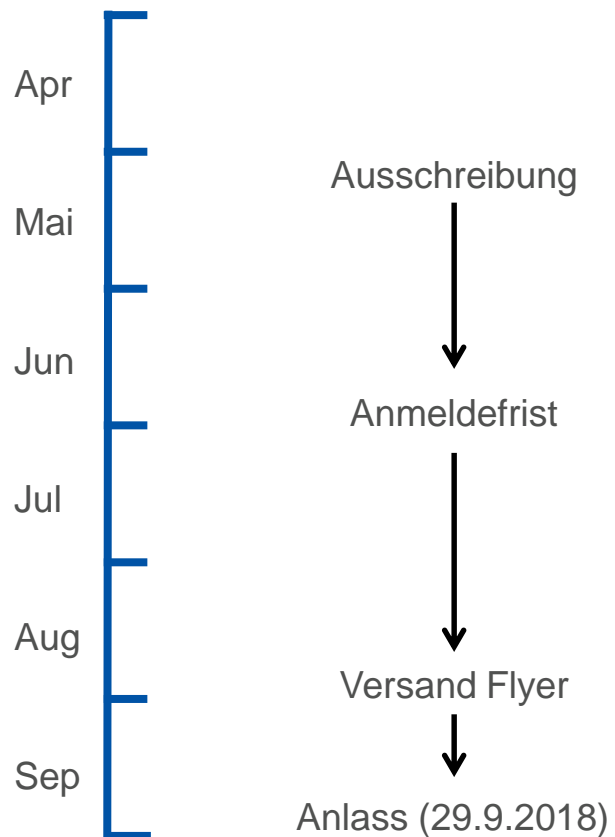 Apr
Ausschreibung
Mai
Jun
Anmeldefrist
Jul
Aug
Versand Flyer
Sep
Anlass (29.9.2018)